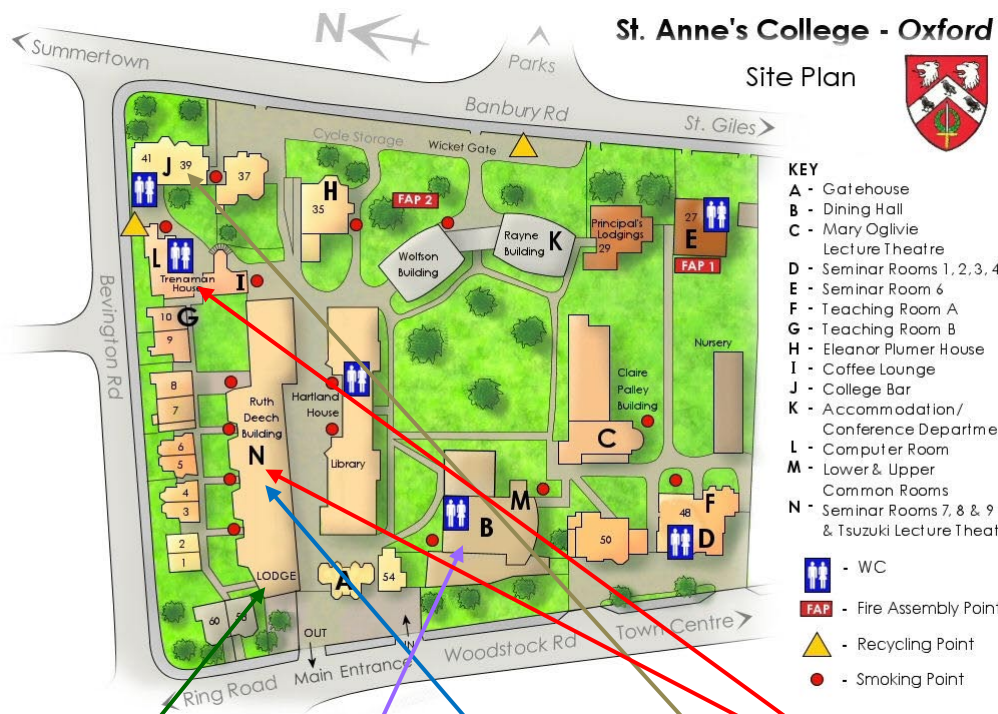 St. Anne's College - Oxford
Site Plan
N
Summertown
Parks
Banbury Rd
St. Giles
Cycle Storage
Wicket Gate
41
J
39
37
H
35
FAP 2
Wolfson
Building
Rayne
Building
K
Principal's
Lodgings
29
27
E
FAP 1
L
Trenaman
House
I
Bevington Rd
10
G
9
8
7
6
5
4
3
2
1
Ruth
Deech
Building
N
Hartland
House
Library
Claire
Palley
Building
C
Nursery
M
B
50
48
F
D
LODGE
A
54
60
58
OUT
IN
Main Entrance
Woodstock Rd
Town Centre
Ring Road
KEY
A - Gatehouse
B - Dining Hall
C - Mary Oglivie
Lecture Theatre
D - Seminar Rooms 1, 2, 3, 4
E - Seminar Room 6
F - Teaching Room A
G - Teaching Room B
H - Eleanor Plumer House
I - Coffee Lounge
J - College Bar
K - Accommodation/
Conference Departme
L - Computer Room
M - Lower & Upper
Common Rooms
N - Seminar Rooms 7, 8 & 9
& Tsuzuki Lecture Theat
- WC
FAP - Fire Assembly Point
- Recycling Point
- Smoking Point